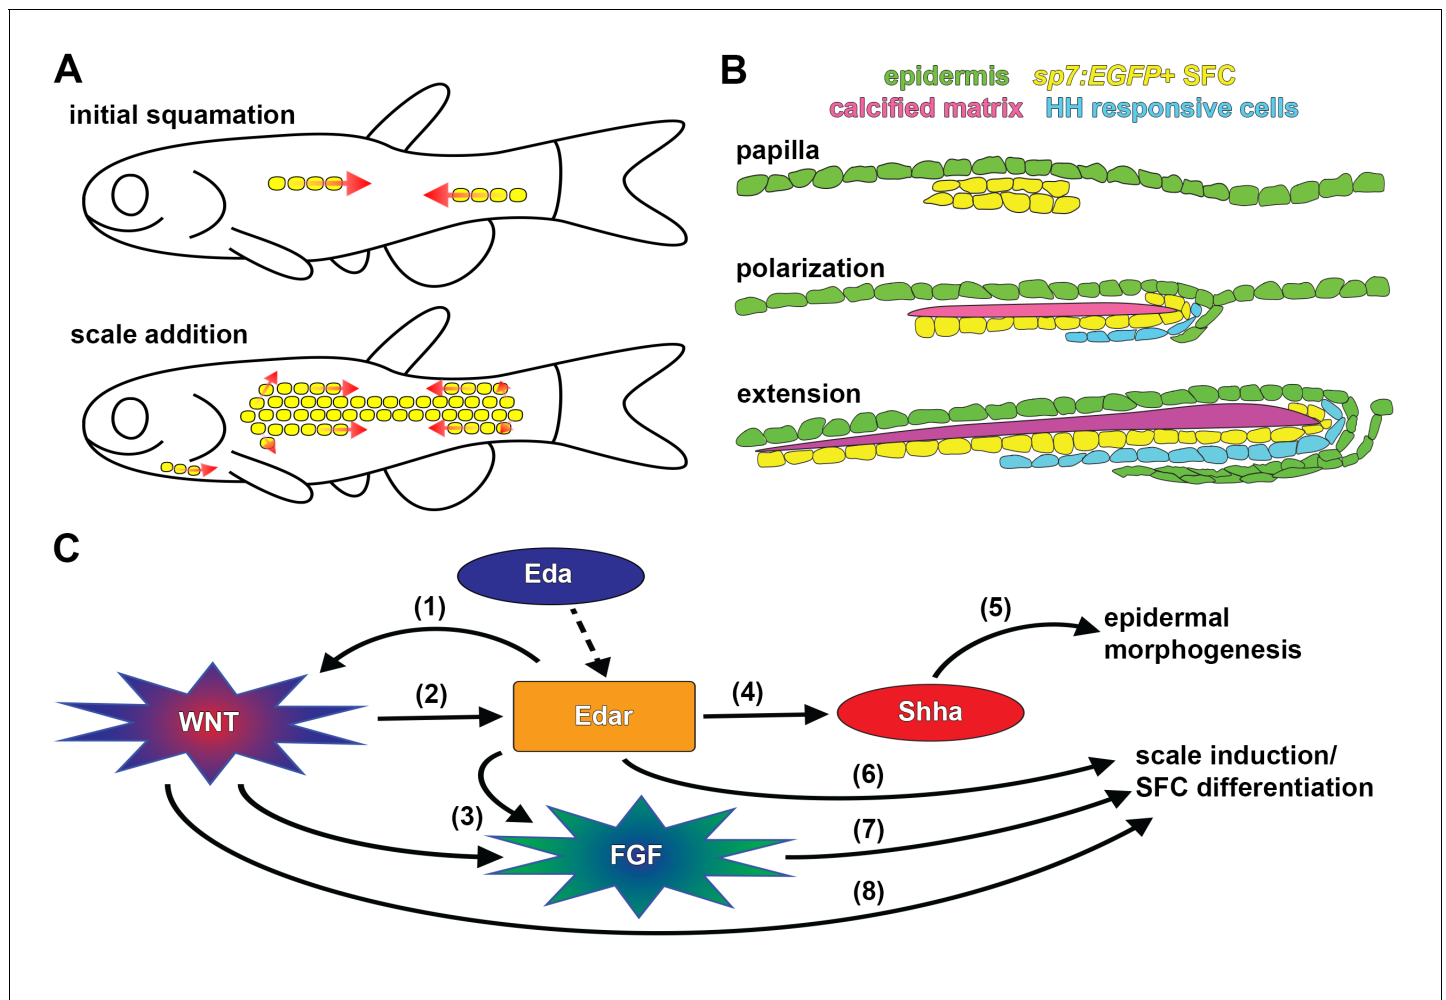 A
initial squamation
scale addition
B
epidermis sp7:EGFP+ SFC
calcified matrix HH responsive cells
papilla
polarization
extension
C
Eda
(1)
(5)
epidermal
morphogenesis
WNT
(2)
Edar
(4)
Shha
scale induction/
SFC differentiation
(6)
(3)
(7)
FGF
(8)